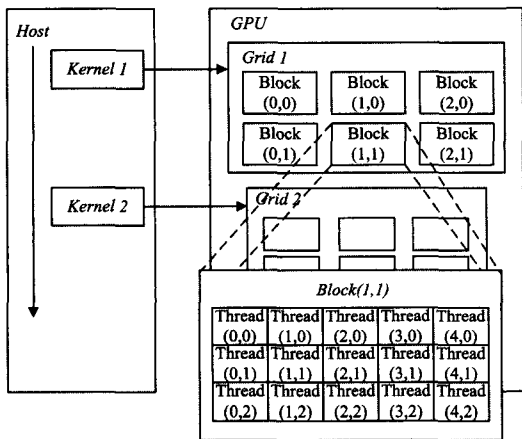 Host
GPU
Kernel 1
Grid 1
Block Block Block
(0,0) (1,0) (2,0)
Block Block Block
(0,1) (1,1) (2,1)
Kernel 2
Grid 2
Block(1,1)
Thread Thread Thread Thread Thread
(0,0) (1,0) (2,0) (3,0) (4,0)
Thread Thread Thread Thread Thread
(0,1) (1,1) (2,1) (3,1) (4,1)
Thread Thread Thread Thread Thread
(0,2) (1,2) (2,2) (3,2) (4,2)